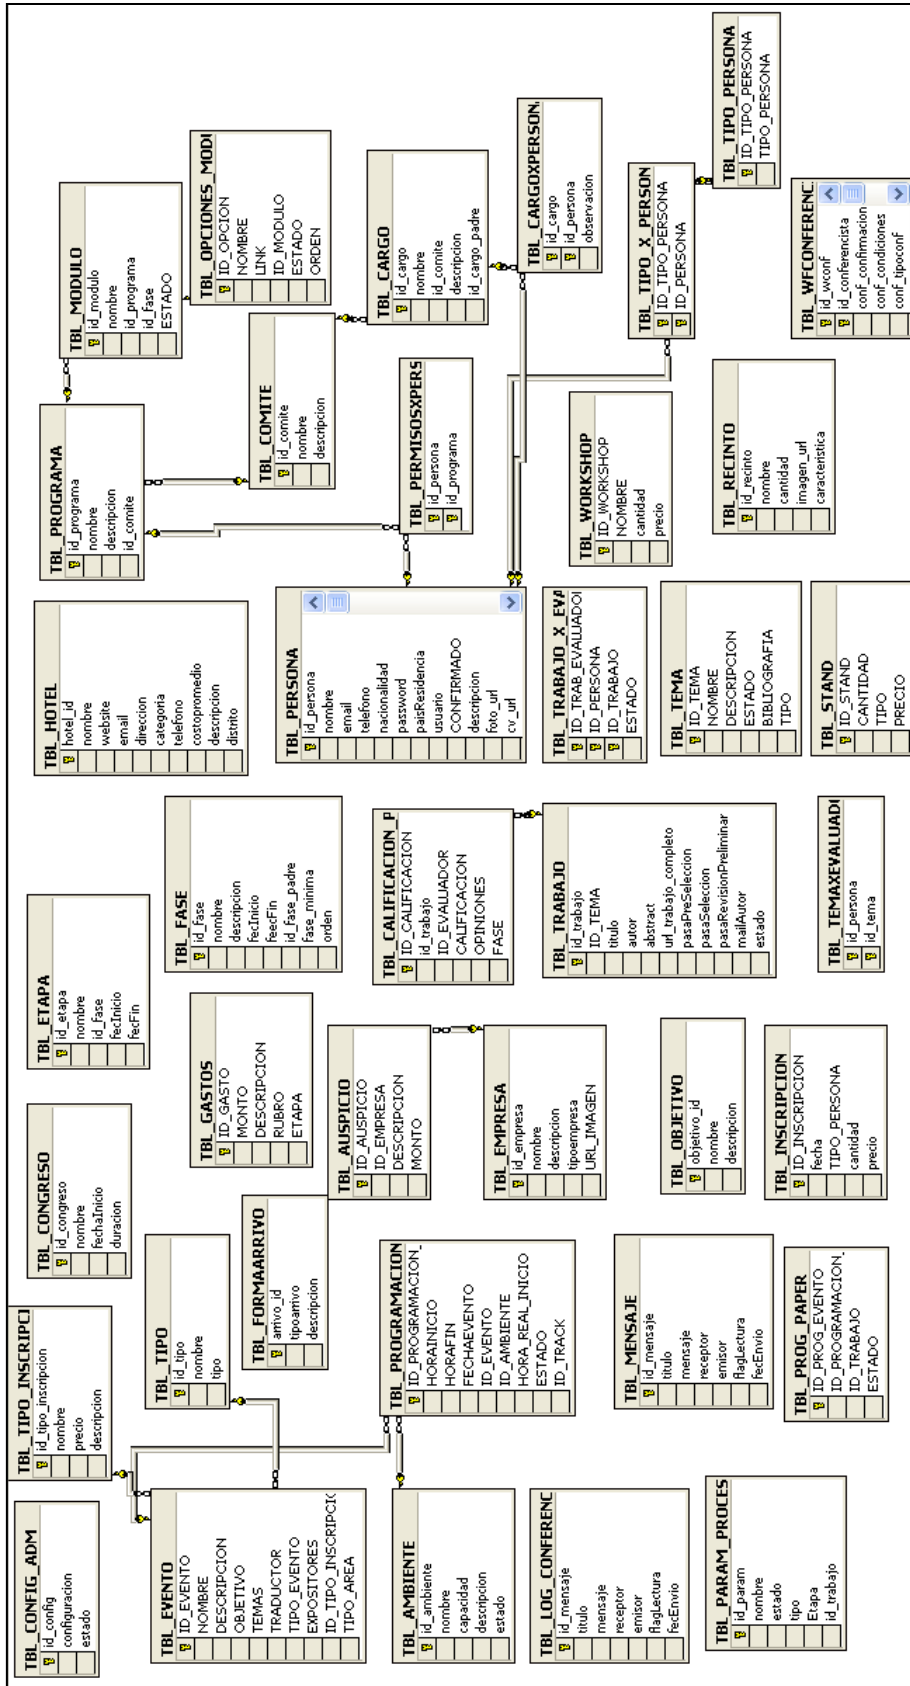 TBL_CONFIG_ADM
id_config
configuracion
estado
TBL_TIPO_INSCRIPCI
id_tipo_inscripcion
nombre
precio
descripcion
TBL_CONGRESO
id_congreso
nombre
fechaInicio
duracion
TBL_ETAPA
id_etapa
nombre
id_fase
fecInicio
fecFin
TBL_HOTEL
hotel_id
nombre
website
email
direccion
categoria
telefono
costopromedio
descripcion
distrito
TBL_PROGRAMA
id_programa
nombre
descripcion
id_comite
TBL_MODULO
id_modulo
nombre
id_programa
id_fase
ESTADO
TBL_EVENTO
ID_EVENTO
NOMBRE
DESCRIPCION
OBJETIVO
TEMAS
TRADUCTOR
TIPO_EVENTO
EXPOSITORES
ID_TIPO_INSCRIPCIO
TIPO_AREA
TBL_TIPO
id_tipo
nombre
tipo
TBL_GASTOS
ID_GASTO
MONTO
DESCRIPCION
RUBRO
ETAPA
TBL_FASE
id_fase
nombre
descripcion
fecInicio
feecFin
id_fase_padre
fase_minima
orden
TBL_OPCIONES_MODU
ID_OPCION
NOMBRE
LINK
ID_MODULO
ESTADO
ORDEN
TBL_FORMAARRIVO
arrivo_id
tipoarrivo
descripcion
TBL_COMITE
id_comite
nombre
descripcion
TBL_PERSONA
id_persona
nombre
email
telefono
nacionalidad
password
paisResidencia
usuario
CONFIRMADO
descripcion
foto_url
cv_url
TBL_AUSPICIO
ID_AUSPICIO
ID_EMPRESA
DESCRIPCION
MONTO
TBL_CARGO
id_cargo
nombre
id_comite
descripcion
id_cargo_padre
TBL_AMBIENTE
id_ambiente
nombre
capacidad
descripcion
estado
TBL_PROGRAMACION
ID_PROGRAMACION_
HORAINICIO
HORAFIN
FECHAEVENTO
ID_EVENTO
ID_AMBIENTE
HORA_REAL_INICIO
ESTADO
ID_TRACK
TBL_CALIFICACION_P
ID_CALIFICACION
id_trabajo
ID_EVALUADOR
CALIFICACION
OPINIONES
FASE
TBL_PERMISOSXPERS
id_persona
id_programa
TBL_EMPRESA
id_empresa
nombre
descripcion
tipoempresa
URL_IMAGEN
TBL_CARGOXPERSON
id_cargo
id_persona
observacion
TBL_LOG_CONFERENC
id_mensaje
titulo
mensaje
receptor
emisor
flagLectura
fecEnvio
TBL_TRABAJO
id_trabajo
ID_TEMA
titulo
autor
abstract
url_trabajo_completo
pasaPreSeleccion
pasaSeleccion
pasaRevisionPreliminar
mailAutor
estado
TBL_TRABAJO_X_EVA
ID_TRAB_EVALUADOI
ID_PERSONA
ID_TRABAJO
ESTADO
TBL_WORKSHOP
ID_WORKSHOP
NOMBRE
cantidad
precio
TBL_TIPO_X_PERSON
ID_TIPO_PERSONA
ID_PERSONA
TBL_MENSAJE
id_mensaje
titulo
mensaje
receptor
emisor
flagLectura
fecEnvio
TBL_OBJETIVO
objetivo_id
nombre
descripcion
TBL_TEMA
ID_TEMA
NOMBRE
DESCRIPCION
ESTADO
BIBLIOGRAFIA
TIPO
TBL_RECINTO
id_recinto
nombre
cantidad
imagen_url
caracteristica
TBL_TIPO_PERSONA
ID_TIPO_PERSONA
TIPO_PERSONA
TBL_PARAM_PROCES
id_param
nombre
estado
tipo
Etapa
id_trabajo
TBL_PROG_PAPER
ID_PROG_EVENTO
ID_PROGRAMACION_
ID_TRABAJO
ESTADO
TBL_INSCRIPCION
ID_INSCRIPCION
fecha
TIPO_PERSONA
cantidad
precio
TBL_TEMAXEVALUADO
id_persona
id_tema
TBL_STAND
ID_STAND
CANTIDAD
TIPO
PRECIO
TBL_WFCONFERENC
id_wconf
id_conferencista
conf_confirmacion
conf_condiciones
conf_tipoconf